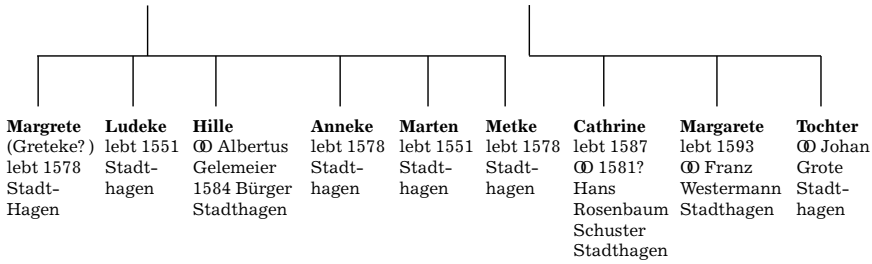 Margrete
(Greteke?)
lebt 1578
Stadt-
Hagen
Ludeke
lebt 1551
Stadt-
hagen
Hille
⚭ Albertus
Gelemeier
1584 Bürger
Stadthagen
Anneke
lebt 1578
Stadt-
hagen
Marten
lebt 1551
Stadt-
hagen
Metke
lebt 1578
Stadt-
hagen
Cathrine
lebt 1587
⚭ 1581?
Hans
Rosenbaum
Schuster
Stadthagen
Margarete
lebt 1593
⚭ Franz
Westermann
Stadthagen
Tochter
⚭ Johan
Grote
Stadt-
hagen